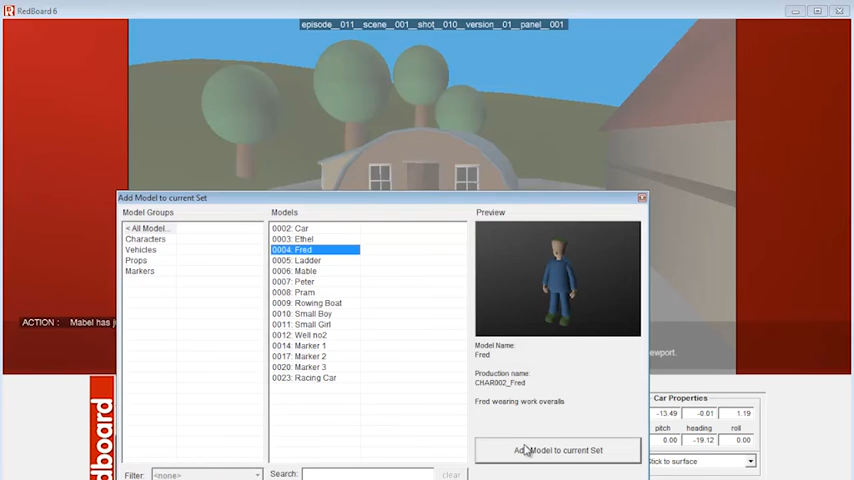 RedBoard 6
episode__011__scene__001__shot__010__version__01__panel__001
Add Model to current Set
Model Groups
Models
Preview
< All Model...
Characters
Vehicles
Props
Markers
0002: Car
0003: Ethel
0004: Fred
0005: Ladder
0006: Mable
0007: Peter
0008: Pram
0009: Rowing Boat
0010: Small Boy
0011: Small Girl
0012: Well no2
0014: Marker 1
0017: Marker 2
0020: Marker 3
0023: Racing Car
Model Name:
Fred
Production name:
CHAR002_Fred
Fred wearing work overalls
Add Model to current Set
Filter: <none>
Search:
clear
ACTION : Mabel has
Car Properties
-13.49 -0.01 1.19
pitch heading roll
0.00 -19.12 0.00
Stick to surface